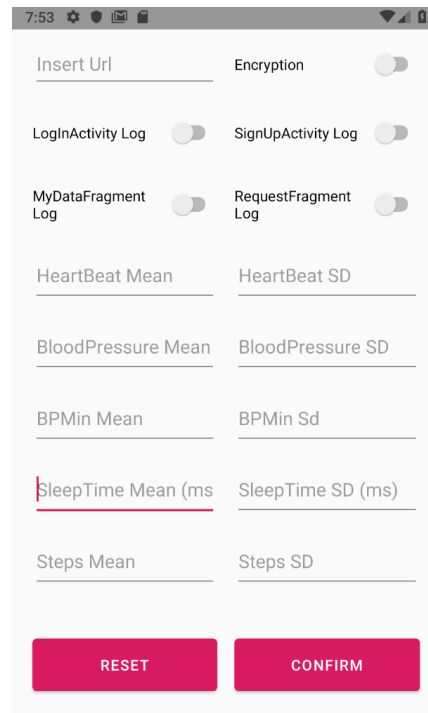 7:53
Insert Url
Encryption
LogInActivity Log
SignUpActivity Log
MyDataFragment
Log
RequestFragment
Log
HeartBeat Mean
HeartBeat SD
BloodPressure Mean
BloodPressure SD
BPMin Mean
BPMin Sd
SleepTime Mean (ms
SleepTime SD (ms)
Steps Mean
Steps SD
RESET
CONFIRM